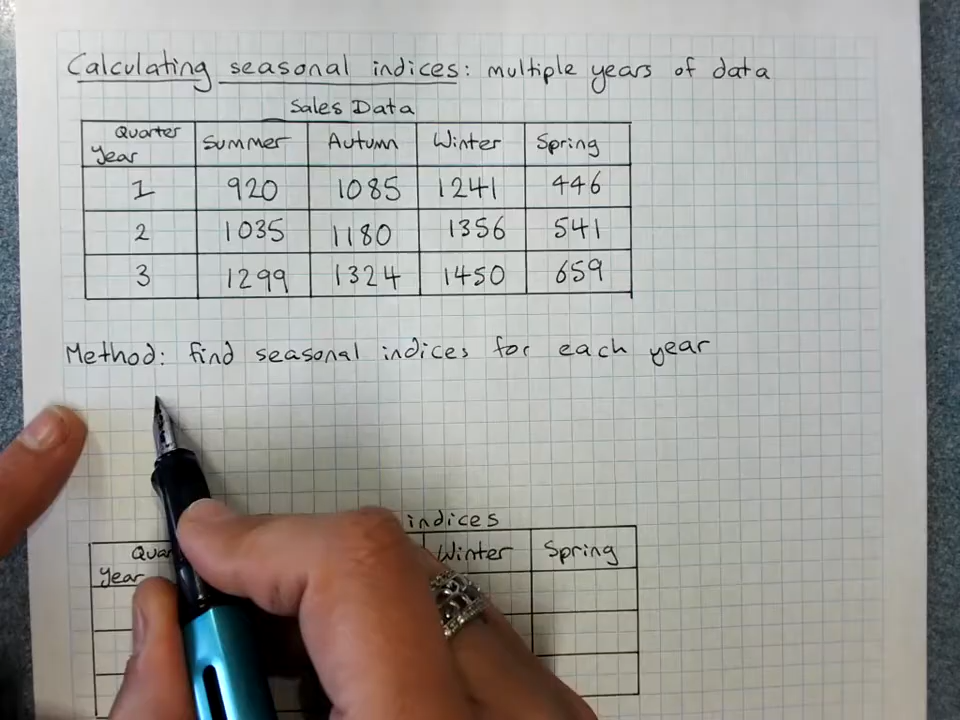 Calculating seasonal indices: multiple years of data
Sales Data
Quarter
Year Summer Autumn Winter Spring
1 920 1085 1241 446
2 1035 1180 1356 541
3 1299 1324 1450 659
Method: find seasonal indices for each year
indices
Winter Spring
Year